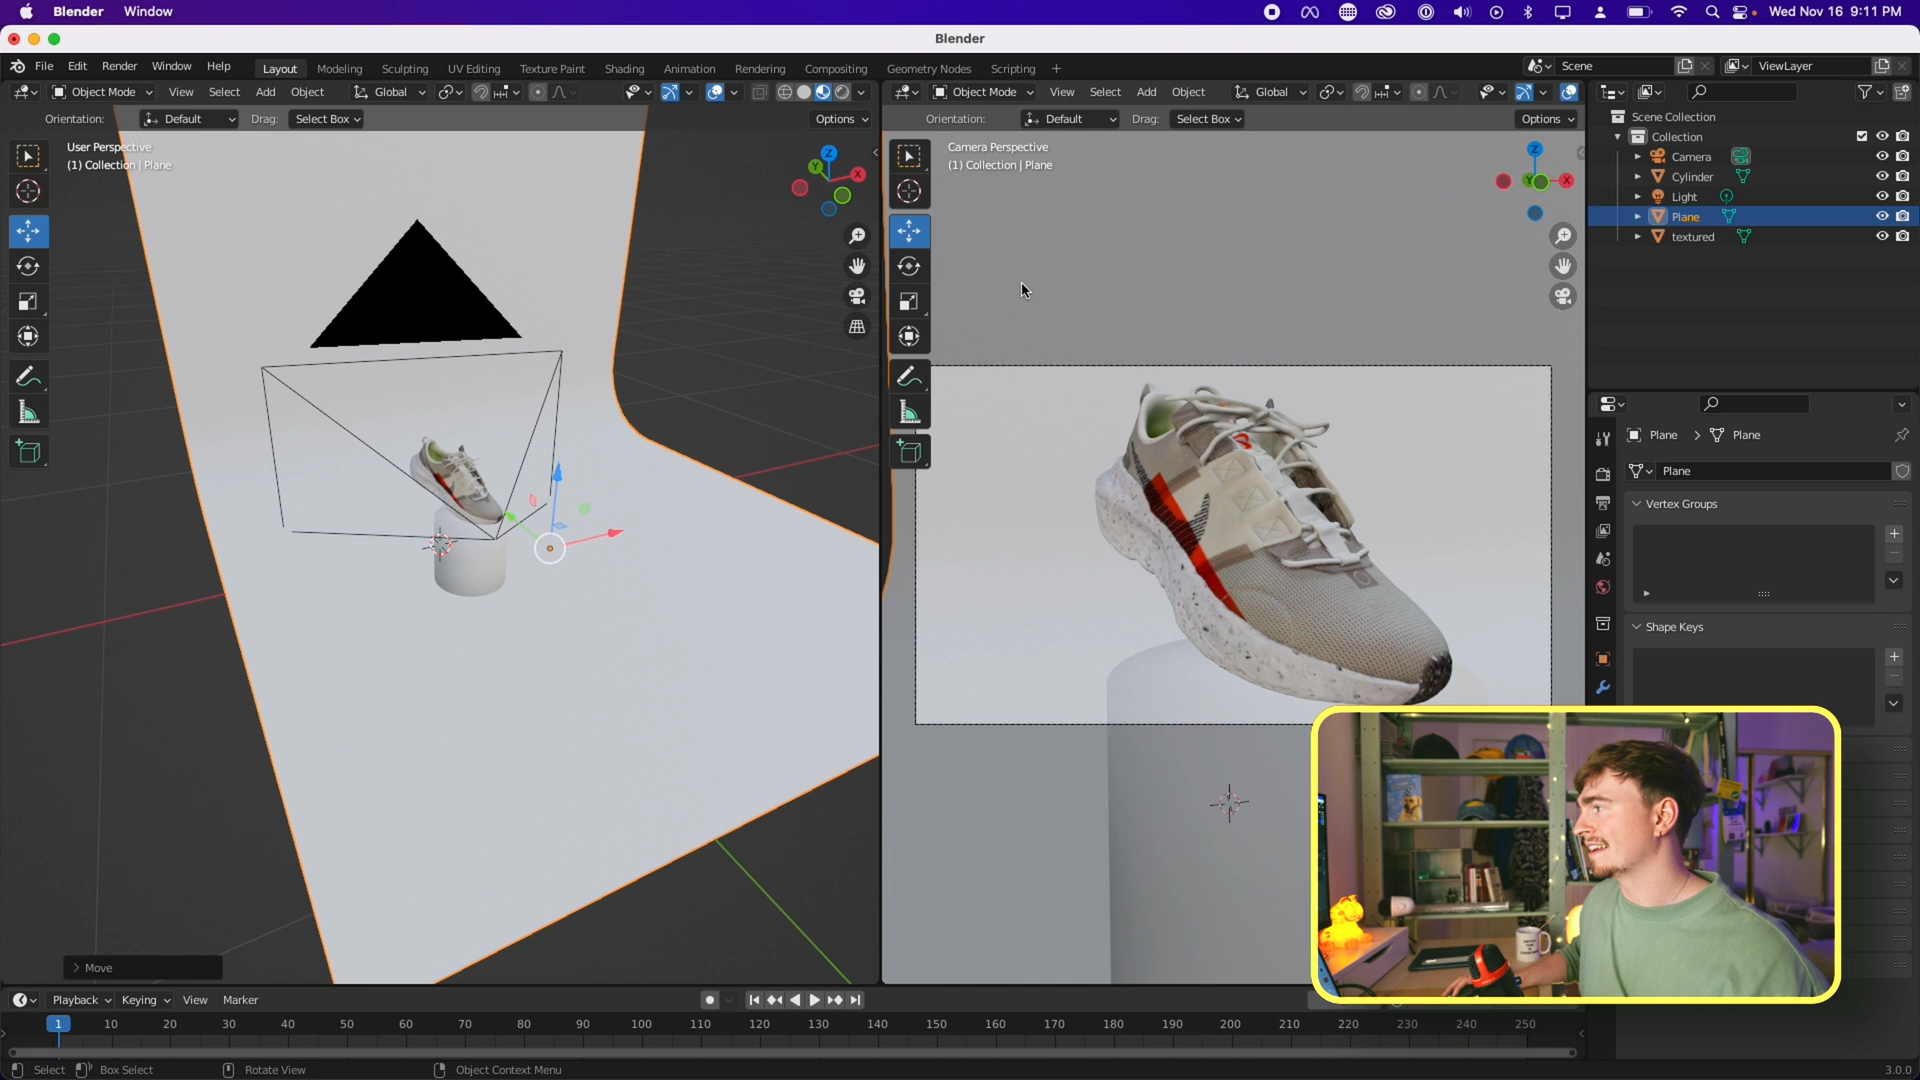 Blender Window
Wed Nov 16 9:11 PM
Blender
File Edit Render Window Help
Layout Modeling Sculpting UV Editing Texture Paint Shading Animation Rendering Compositing Geometry Nodes Scripting +
Scene
ViewLayer
Object Mode View Select Add Object Global
Object Mode View Select Add Object Global
Orientation: Default Drag: Select Box Options
Orientation: Default Drag: Select Box Options
User Perspective
(1) Collection | Plane
Camera Perspective
(1) Collection | Plane
Z
Y
X
Z
Y
X
Scene Collection
Collection
Camera
Cylinder
Light
Plane
textured
Plane > Plane
Plane
Vertex Groups
Shape Keys
> Move
Playback Keying View Marker
1 10 20 30 40 50 60 70 80 90 100 110 120 130 140 150 160 170 180 190 200 210 220 230 240 250
Select Box Select Rotate View Object Context Menu
3.0.0